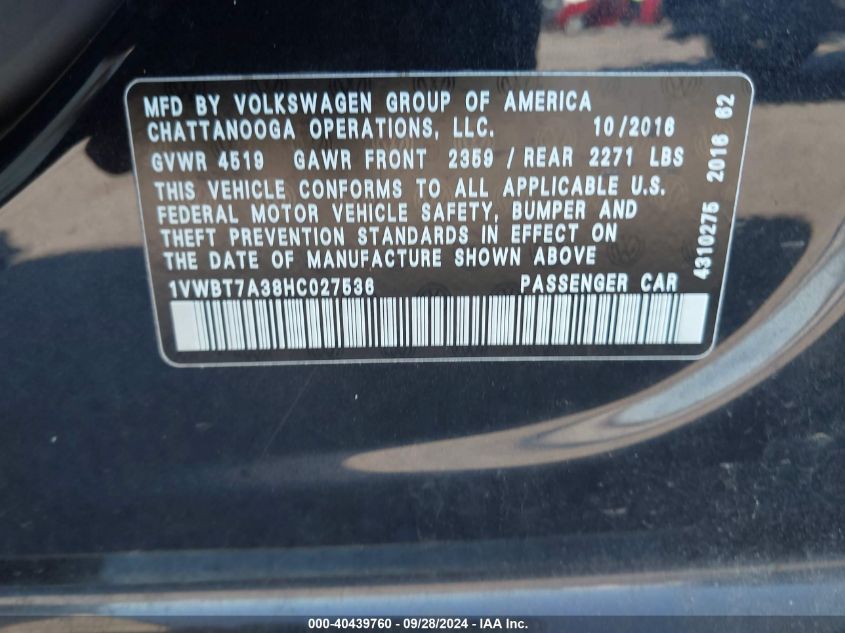 MFD BY VOLKSWAGEN GROUP OF AMERICA
CHATTANOOGA OPERATIONS, LLC. 10/2016
GVWR 4519 GAWR FRONT 2359 / REAR 2271 LBS
THIS VEHICLE CONFORMS TO ALL APPLICABLE U.S.
FEDERAL MOTOR VEHICLE SAFETY, BUMPER AND
THEFT PREVENTION STANDARDS IN EFFECT ON
THE DATE OF MANUFACTURE SHOWN ABOVE
1VWBT7A38HC027536 PASSENGER CAR
4310275 2016 62
000-40439760 - 09/28/2024 - IAA Inc.